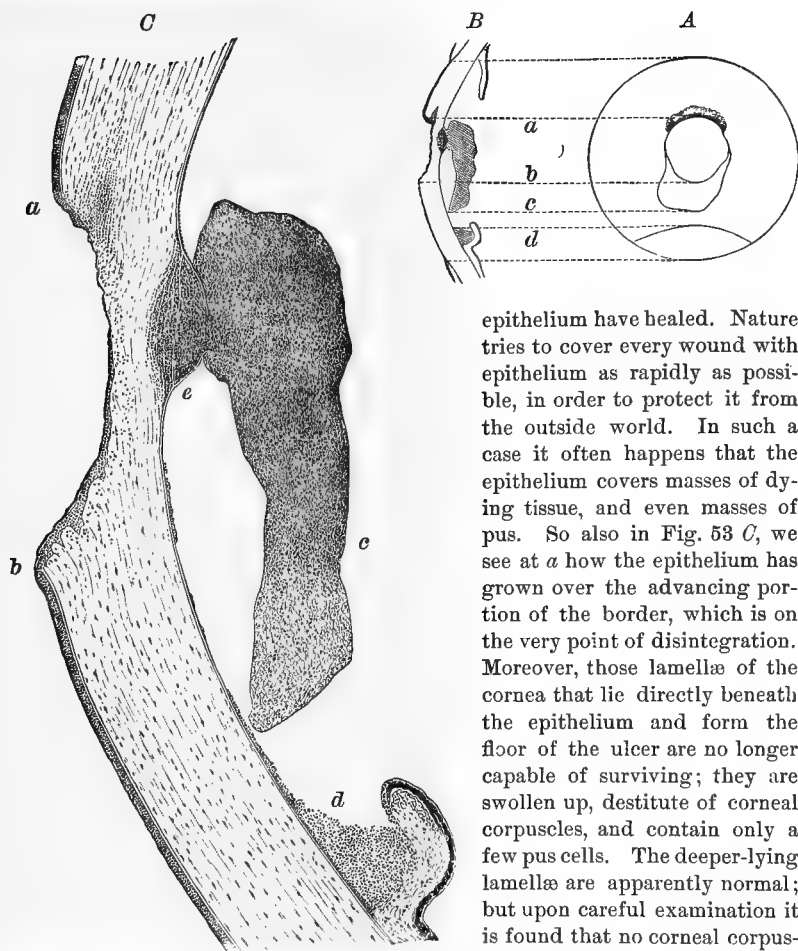 C
B
A
a
b
c
d
a
e
c
b
d
epithelium have healed. Nature
tries to cover every wound with
epithelium as rapidly as possi-
ble, in order to protect it from
the outside world. In such a
case it often happens that the
epithelium covers masses of dy-
ing tissue, and even masses of
pus. So also in Fig. 53 C, we
see at a how the epithelium has
grown over the advancing por-
tion of the border, which is on
the very point of disintegration.
Moreover, those lamellæ of the
cornea that lie directly beneath
the epithelium and form the
floor of the ulcer are no longer
capable of surviving; they are
swollen up, destitute of corneal
corpuscles, and contain only a
few pus cells. The deeper-lying
lamellæ are apparently normal;
but upon careful examination it
is found that no corneal corpus-